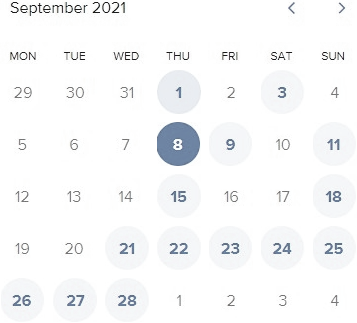 September 2021
MON TUE WED THU FRI SAT SUN
29 30 31 1 2 3 4
5 6 7 8 9 10 11
12 13 14 15 16 17 18
19 20 21 22 23 24 25
26 27 28 1 2 3 4